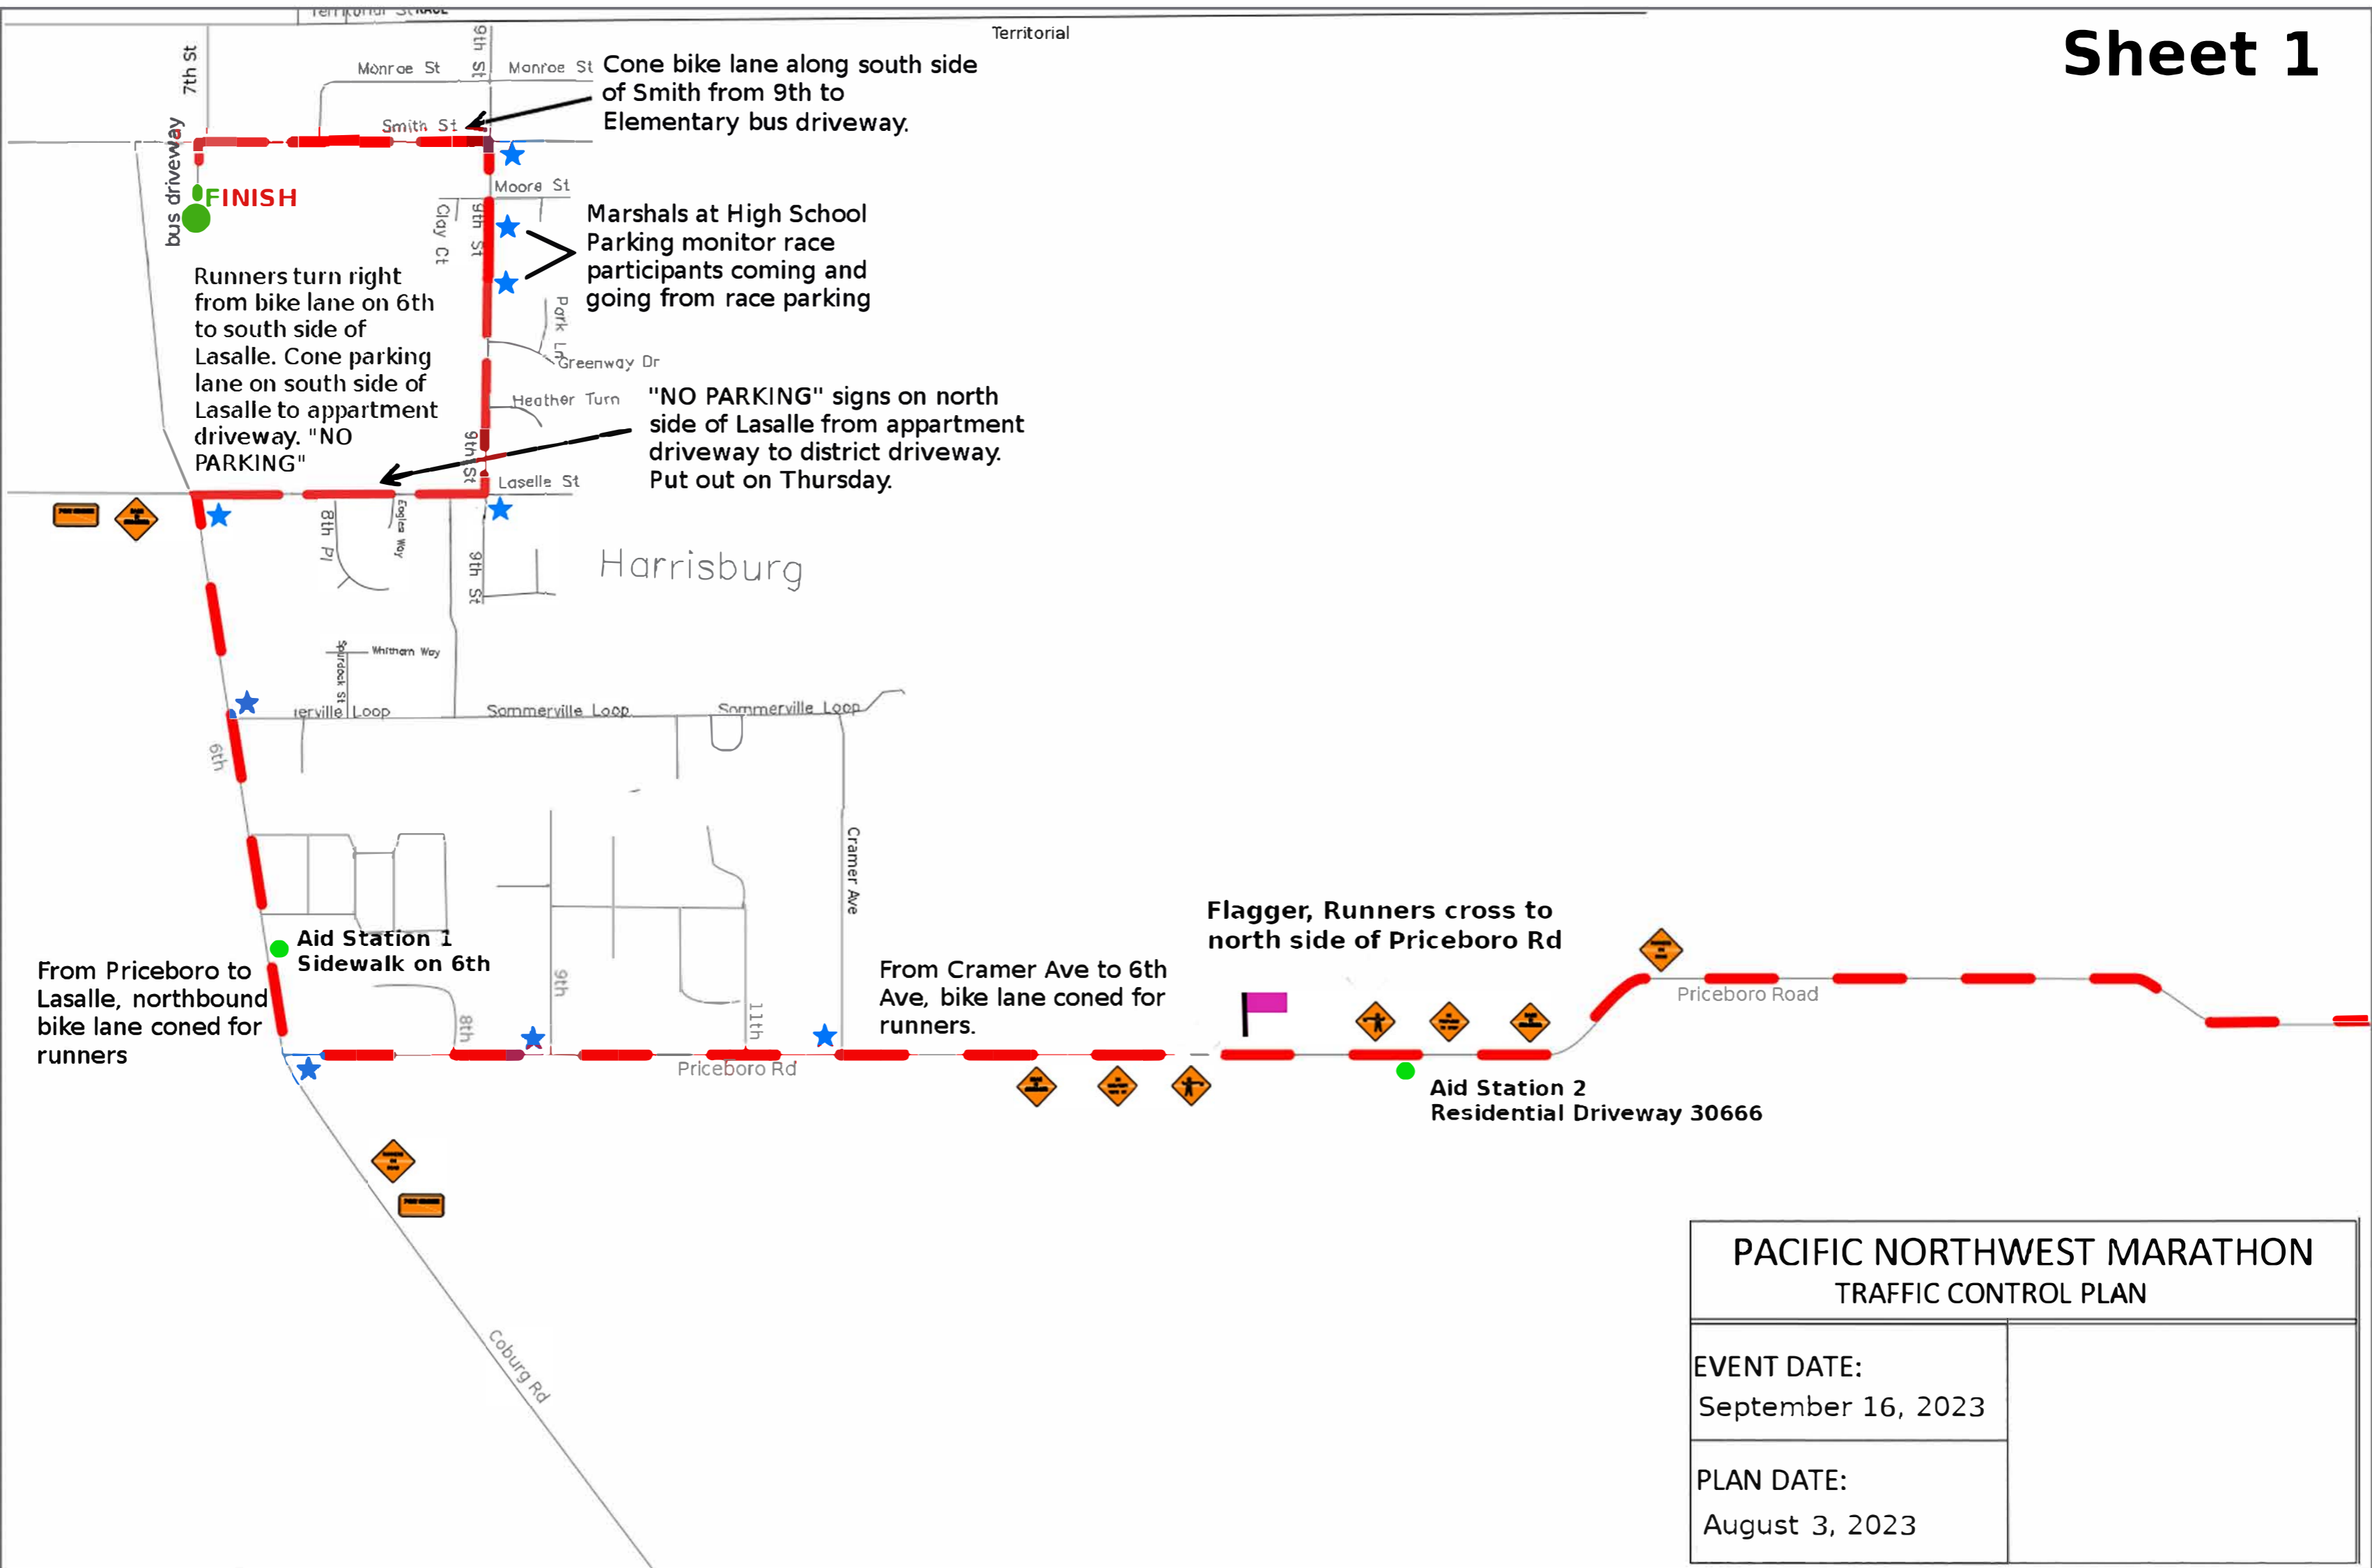 Territorial St
Territorial
Sheet 1
7th St
9th St
Monroe St
Monroe St
Cone bike lane along south side
of Smith from 9th to
Elementary bus driveway.
Smith St
bus driveway
FINISH
Moore St
Clay Ct
9th St
Marshals at High School
Parking monitor race
participants coming and
going from race parking
Runners turn right
from bike lane on 6th
to south side of
Lasalle. Cone parking
lane on south side of
Lasalle to appartment
driveway. "NO
PARKING"
Park Ln
Greenway Dr
Heather Turn
"NO PARKING" signs on north
side of Lasalle from appartment
driveway to district driveway.
Put out on Thursday.
9th St
Laselle St
8th Pl
Eagles Way
9th St
Harrisburg
Whitham Way
erville Loop
Sommerville Loop
Sommerville Loop
6th
Cramer Ave
Aid Station 1
Sidewalk on 6th
From Priceboro to
Lasalle, northbound
bike lane coned for
runners
8th
9th
11th
From Cramer Ave to 6th
Ave, bike lane coned for
runners.
Flagger, Runners cross to
north side of Priceboro Rd
Priceboro Road
Priceboro Rd
Aid Station 2
Residential Driveway 30666
Coburg Rd
PACIFIC NORTHWEST MARATHON
TRAFFIC CONTROL PLAN
EVENT DATE:
September 16, 2023
PLAN DATE:
August 3, 2023